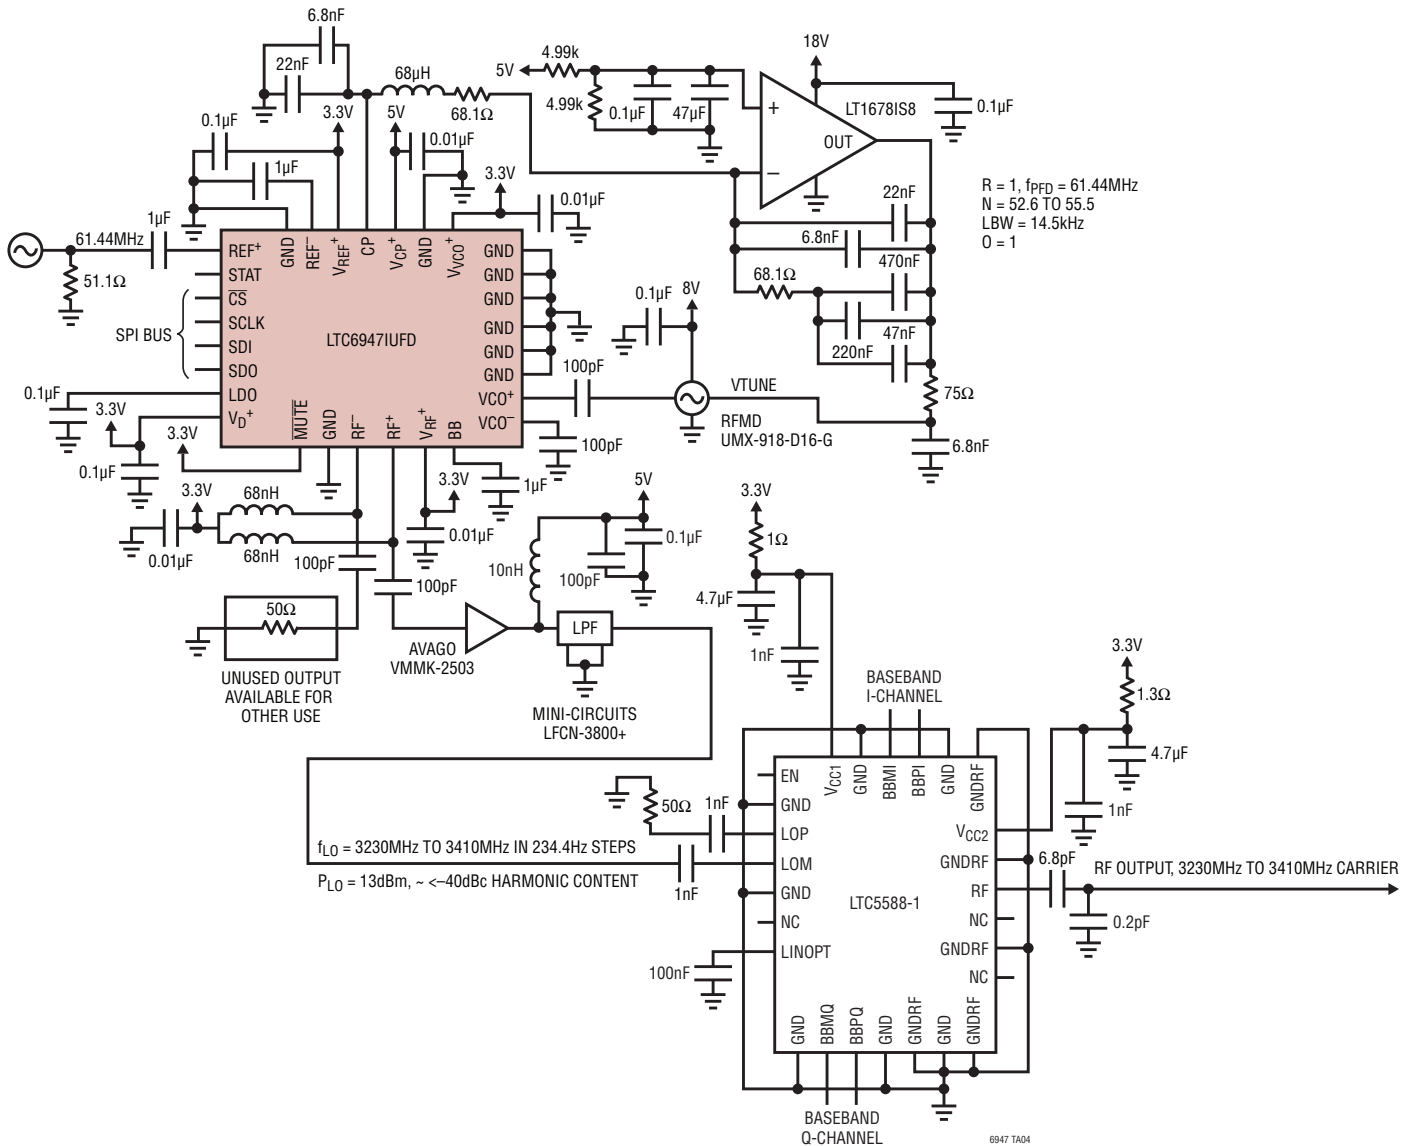 6.8nF
22nF
68µH
68.1Ω
0.1µF
3.3V
5V
0.01µF
1µF
3.3V
0.01µF
5V
4.99k
4.99k
0.1µF
47µF
18V
LT1678IS8
0.1µF
+
–
OUT
R = 1, fPFD = 61.44MHz
N = 52.6 TO 55.5
LBW = 14.5kHz
O = 1
22nF
6.8nF
470nF
68.1Ω
47nF
220nF
75Ω
6.8nF
1µF
61.44MHz
51.1Ω
REF+
STAT
CS
SCLK
SDI
SDO
LDO
VD+
SPI BUS
GND
REF–
VREF+
CP
VCP+
GND
VVCO+
LTC6947IUFD
GND
GND
GND
GND
GND
GND
VCO+
VCO–
MUTE
GND
RF–
RF+
VRF+
BB
0.1µF
8V
100pF
VTUNE
RFMD
UMX-918-D16-G
100pF
0.1µF
3.3V
0.1µF
3.3V
3.3V
68nH
68nH
0.01µF
100pF
100pF
3.3V
0.01µF
1µF
50Ω
UNUSED OUTPUT
AVAILABLE FOR
OTHER USE
AVAGO
VMMK-2503
10nH
100pF
5V
0.1µF
LPF
MINI-CIRCUITS
LFCN-3800+
3.3V
1Ω
4.7µF
1nF
BASEBAND
I-CHANNEL
3.3V
1.3Ω
4.7µF
1nF
50Ω
1nF
fLO = 3230MHz TO 3410MHz IN 234.4Hz STEPS
PLO = 13dBm, ~ <–40dBc HARMONIC CONTENT
1nF
100nF
EN
GND
LOP
LOM
GND
NC
LINOPT
VCC1
GND
BBMI
BBPI
GND
GNDRF
LTC5588-1
VCC2
GNDRF
RF
NC
GNDRF
NC
GND
BBMQ
BBPQ
GND
GNDRF
GND
GNDRF
6.8pF
RF OUTPUT, 3230MHz TO 3410MHz CARRIER
0.2pF
BASEBAND
Q-CHANNEL
6947 TA04